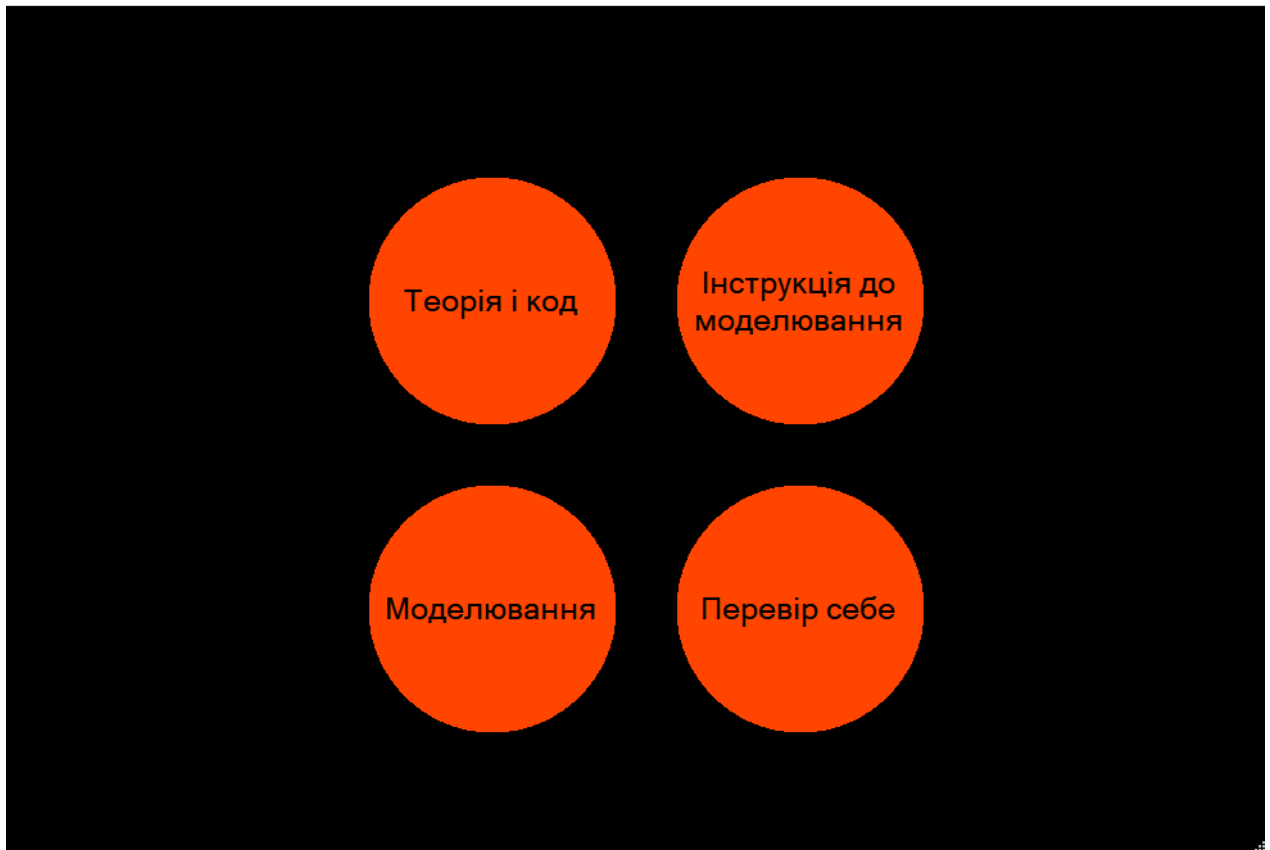 Теорія і код
Інструкція до
моделювання
Моделювання
Перевір себе